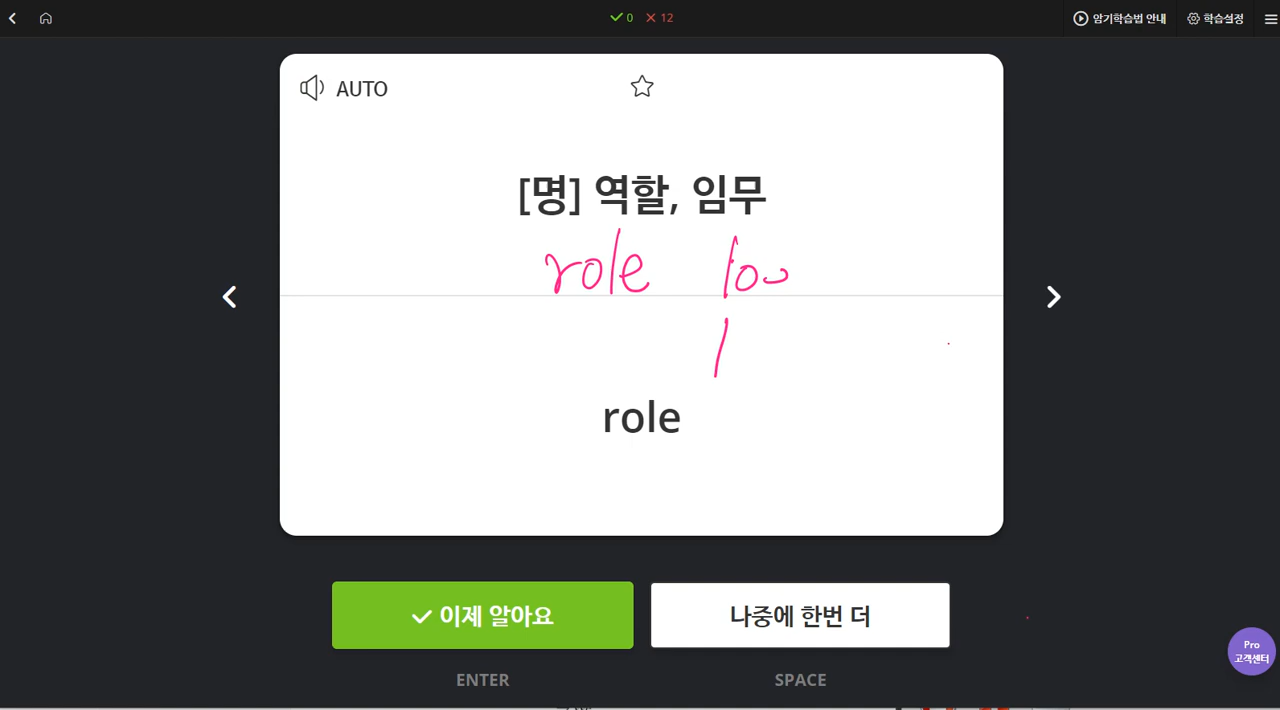 0 12 암기학습법 안내 학습설정
AUTO
[명] 역할, 임무
role
role
이제 알아요 나중에 한번 더
ENTER SPACE
Pro
고객센터